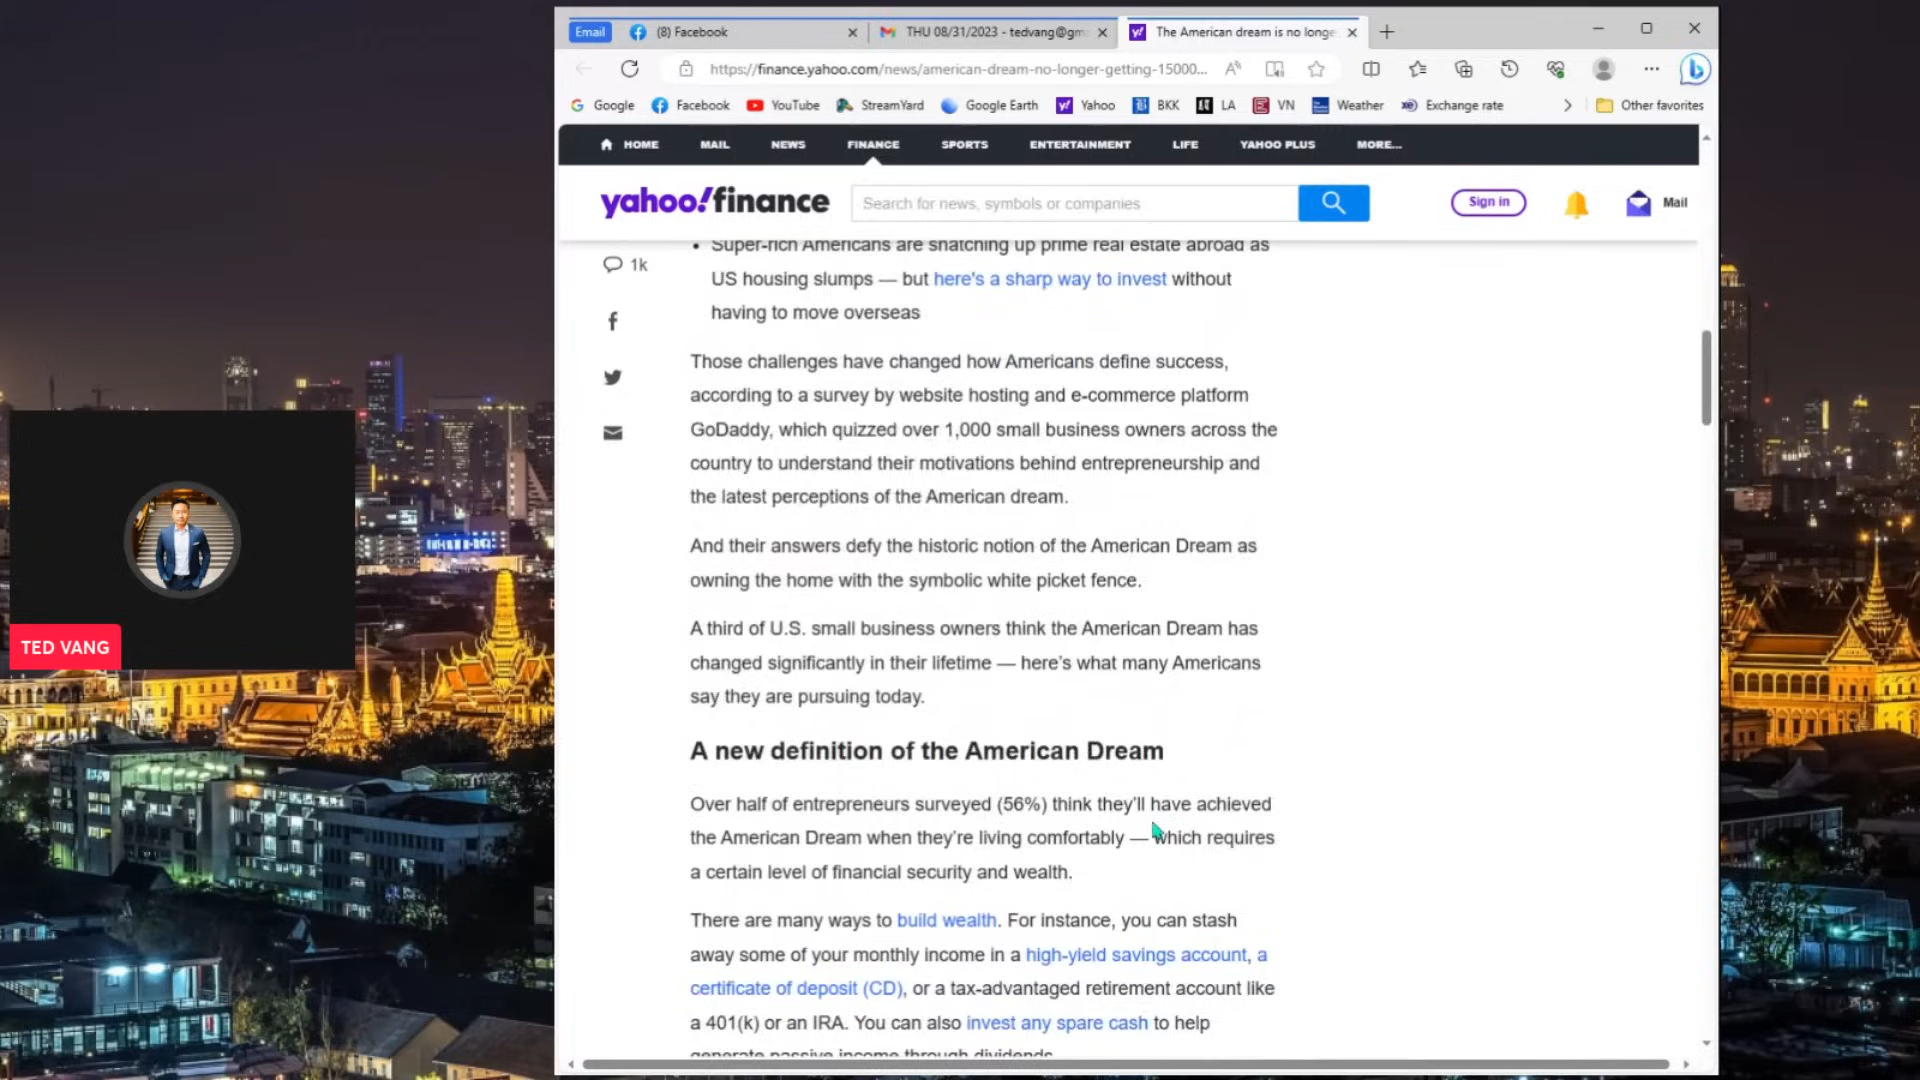 Email
(8) Facebook
THU 08/31/2023 - tedvang@gm
The American dream is no longe
https://finance.yahoo.com/news/american-dream-no-longer-getting-15000...
Google
Facebook
YouTube
StreamYard
Google Earth
Yahoo
BKK
LA
VN
Weather
Exchange rate
Other favorites
HOME
MAIL
NEWS
FINANCE
SPORTS
ENTERTAINMENT
LIFE
YAHOO PLUS
MORE...
yahoo!finance
Search for news, symbols or companies
Sign in
Mail
1k
• Super-rich Americans are snatching up prime real estate abroad as
US housing slumps — but here's a sharp way to invest without
having to move overseas
Those challenges have changed how Americans define success,
according to a survey by website hosting and e-commerce platform
GoDaddy, which quizzed over 1,000 small business owners across the
country to understand their motivations behind entrepreneurship and
the latest perceptions of the American dream.
And their answers defy the historic notion of the American Dream as
owning the home with the symbolic white picket fence.
A third of U.S. small business owners think the American Dream has
changed significantly in their lifetime — here's what many Americans
say they are pursuing today.
A new definition of the American Dream
Over half of entrepreneurs surveyed (56%) think they'll have achieved
the American Dream when they're living comfortably — which requires
a certain level of financial security and wealth.
There are many ways to build wealth. For instance, you can stash
away some of your monthly income in a high-yield savings account, a
certificate of deposit (CD), or a tax-advantaged retirement account like
a 401(k) or an IRA. You can also invest any spare cash to help
generate passive income through dividends
TED VANG